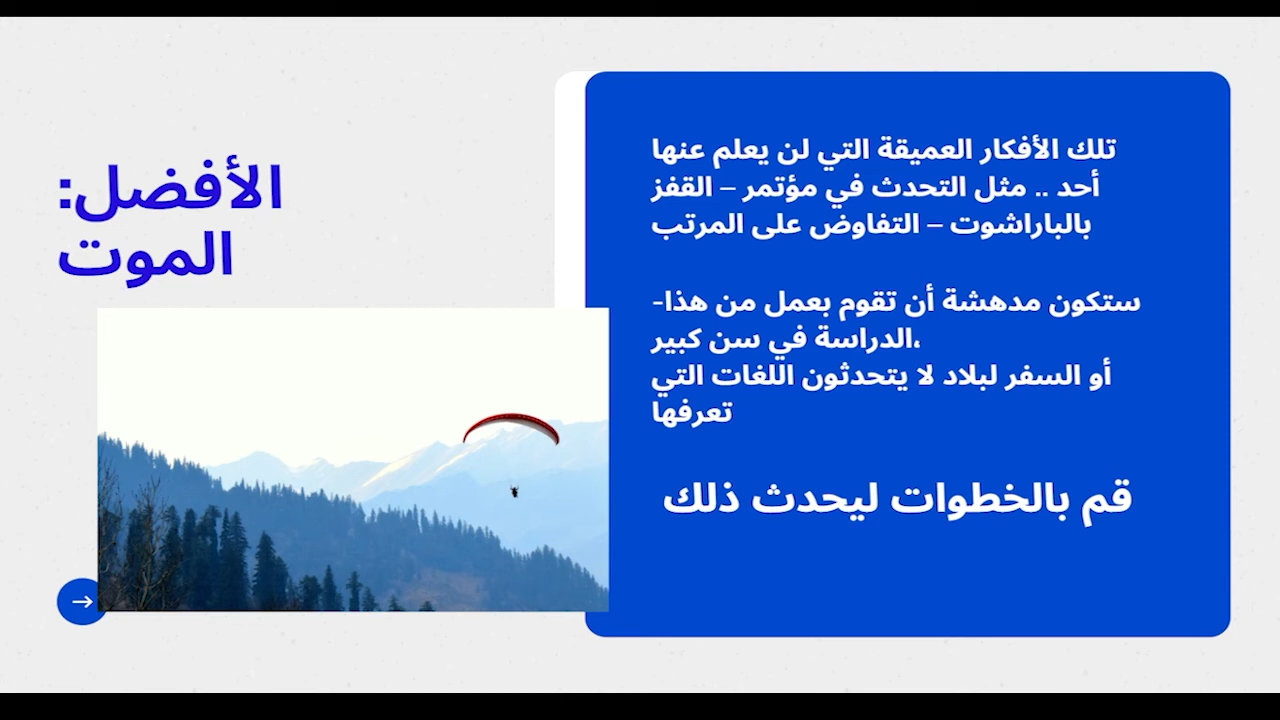 الأفضل:
الموت
تلك الأفكار العميقة التي لن يعلم عنها
أحد .. مثل التحدث في مؤتمر – القفز
بالباراشوت – التفاوض على المرتب
ستكون مدهشة أن تقوم بعمل من هذا-
الدراسة في سن كبير،
أو السفر لبلاد لا يتحدثون اللغات التي
تعرفها
قم بالخطوات ليحدث ذلك